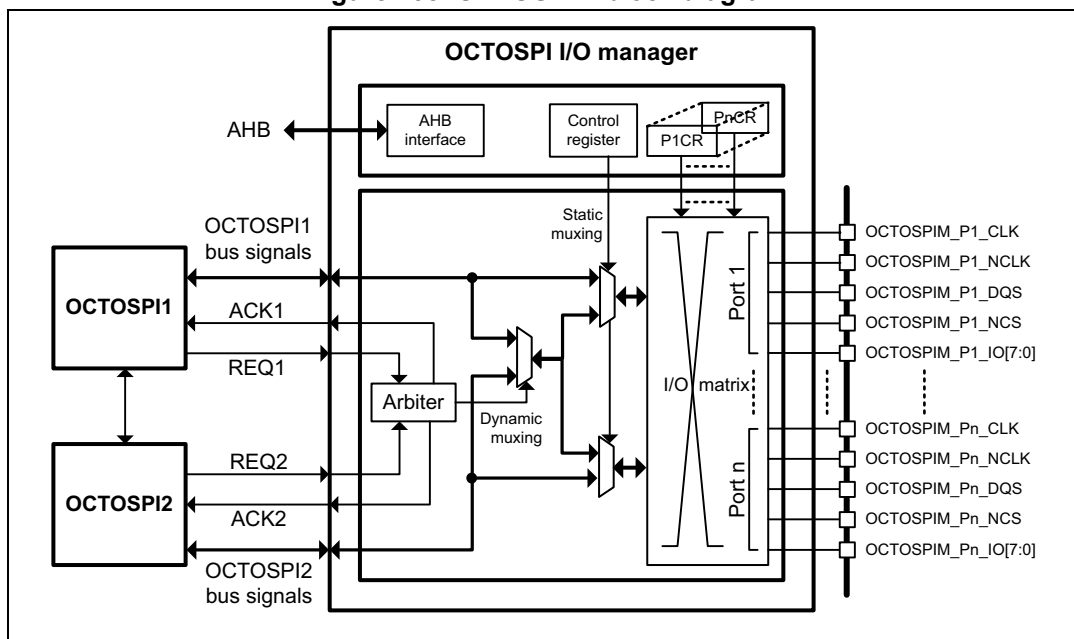 OCTOSPI I/O manager
AHB
AHB
interface
Control
register
PnCR
P1CR
OCTOSPI1
bus signals
Static
muxing
OCTOSPI1
ACK1
REQ1
Arbiter
Dynamic
muxing
REQ2
OCTOSPI2
ACK2
OCTOSPI2
bus signals
Port 1
I/O matrix
Port n
OCTOSPIM_P1_CLK
OCTOSPIM_P1_NCLK
OCTOSPIM_P1_DQS
OCTOSPIM_P1_NCS
OCTOSPIM_P1_IO[7:0]
OCTOSPIM_Pn_CLK
OCTOSPIM_Pn_NCLK
OCTOSPIM_Pn_DQS
OCTOSPIM_Pn_NCS
OCTOSPIM_Pn_IO[7:0]